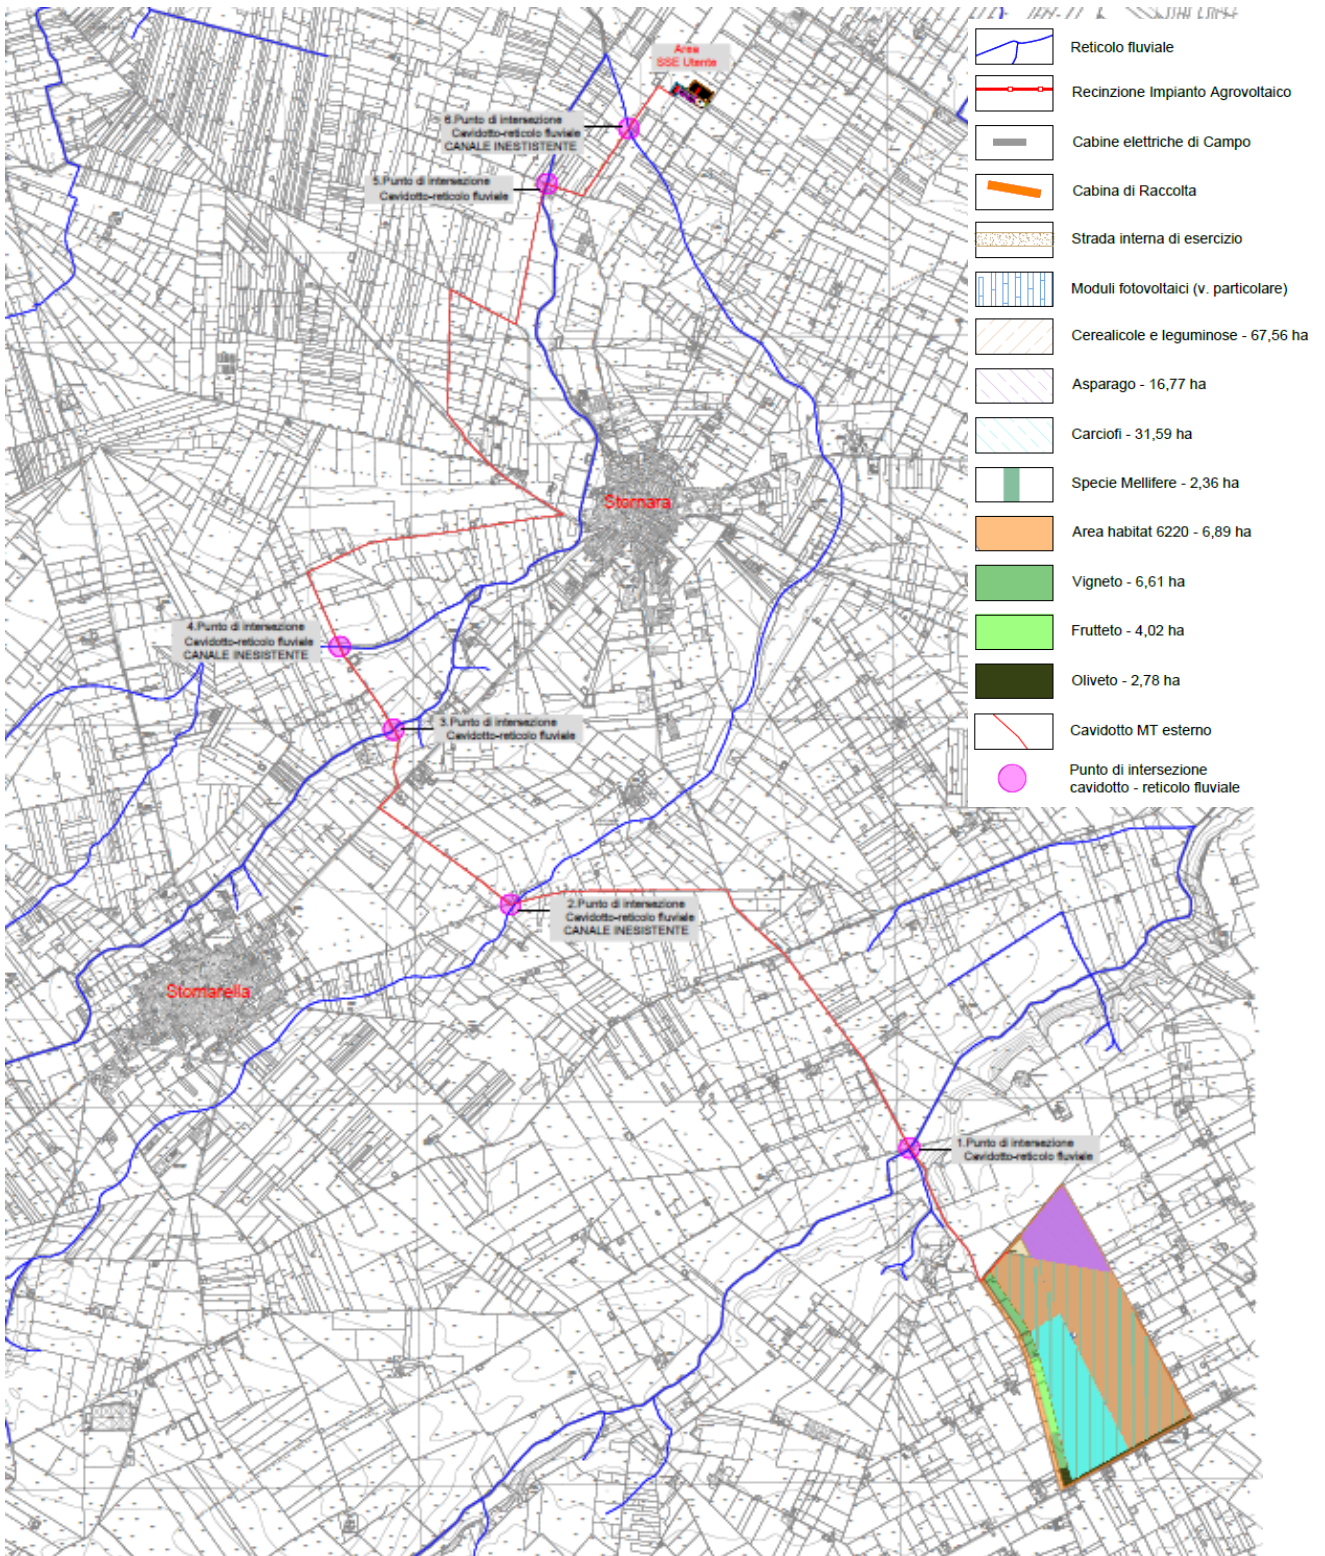 Area
SSE Utente
6.Punto di intersezione
Cavidotto-reticolo fluviale
CANALE INESTISTENTE
5.Punto di intersezione
Cavidotto-reticolo fluviale
Stornara
4.Punto di intersezione
Cavidotto-reticolo fluviale
CANALE INESISTENTE
3.Punto di intersezione
Cavidotto-reticolo fluviale
2.Punto di intersezione
Cavidotto-reticolo fluviale
CANALE INESISTENTE
Stornarella
1.Punto di intersezione
Cavidotto-reticolo fluviale
Reticolo fluviale
Recinzione Impianto Agrovoltaico
Cabine elettriche di Campo
Cabina di Raccolta
Strada interna di esercizio
Moduli fotovoltaici (v. particolare)
Cerealicole e leguminose - 67,56 ha
Asparago - 16,77 ha
Carciofi - 31,59 ha
Specie Mellifere - 2,36 ha
Area habitat 6220 - 6,89 ha
Vigneto - 6,61 ha
Frutteto - 4,02 ha
Oliveto - 2,78 ha
Cavidotto MT esterno
Punto di intersezione
cavidotto - reticolo fluviale